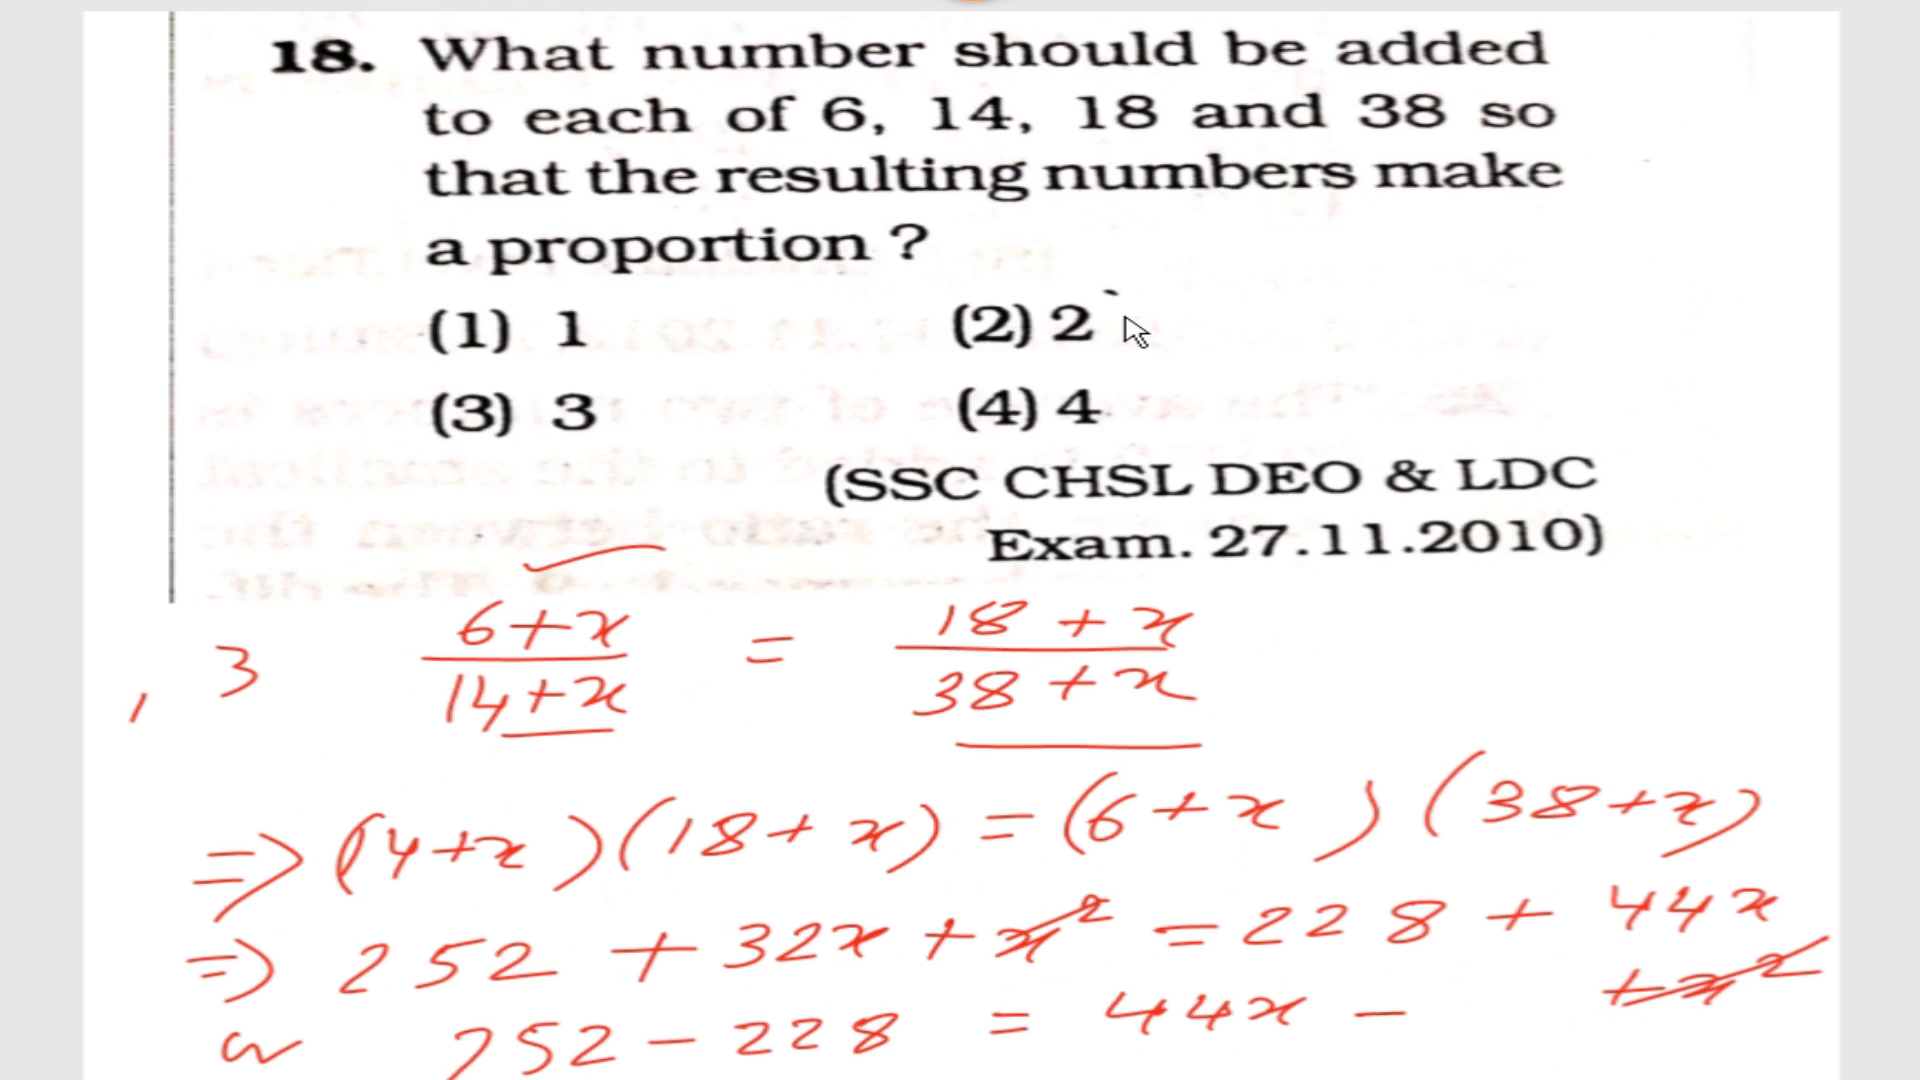 18. What number should be added
to each of 6, 14, 18 and 38 so
that the resulting numbers make
a proportion ?
(1) 1 (2) 2
(3) 3 (4) 4
(SSC CHSL DEO & LDC
Exam. 27.11.2010)
6+x 18 + x
, 3 =
14+x 38 + x
=> (14+x)(18+x) = (6+x)(38+x)
=> 252 + 32x + x² = 228 + 44x
+x²
252 - 228 = 44x -